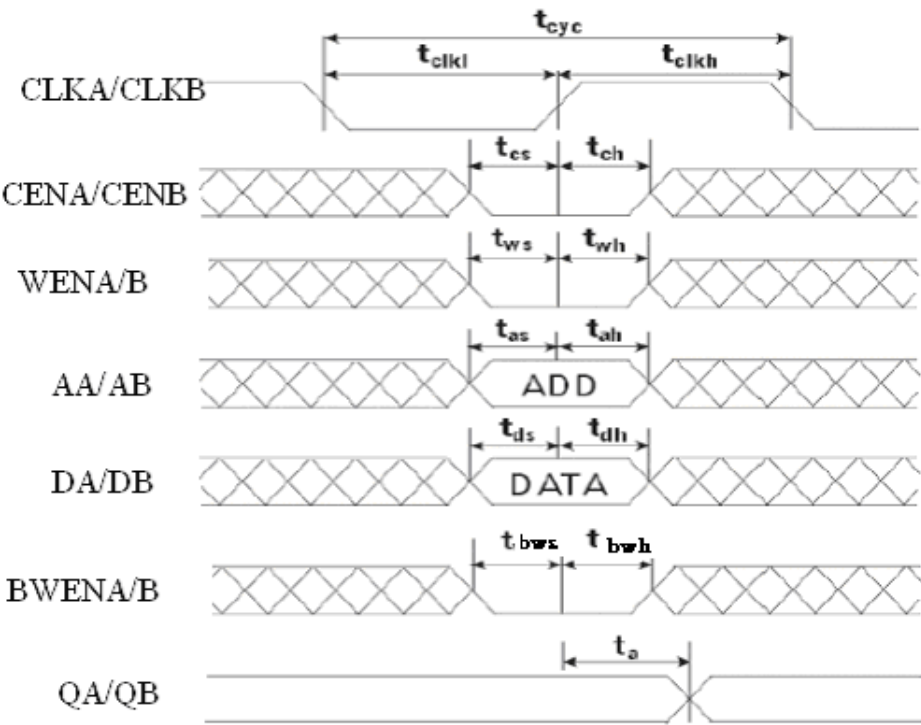 tcyc
tclkl tclkh
CLKA/CLKB
tcs tch
CENA/CENB
tws twh
WENA/B
tas tah
AA/AB ADD
tds tdh
DA/DB DATA
tbws tbwh
BWENA/B
ta
QA/QB